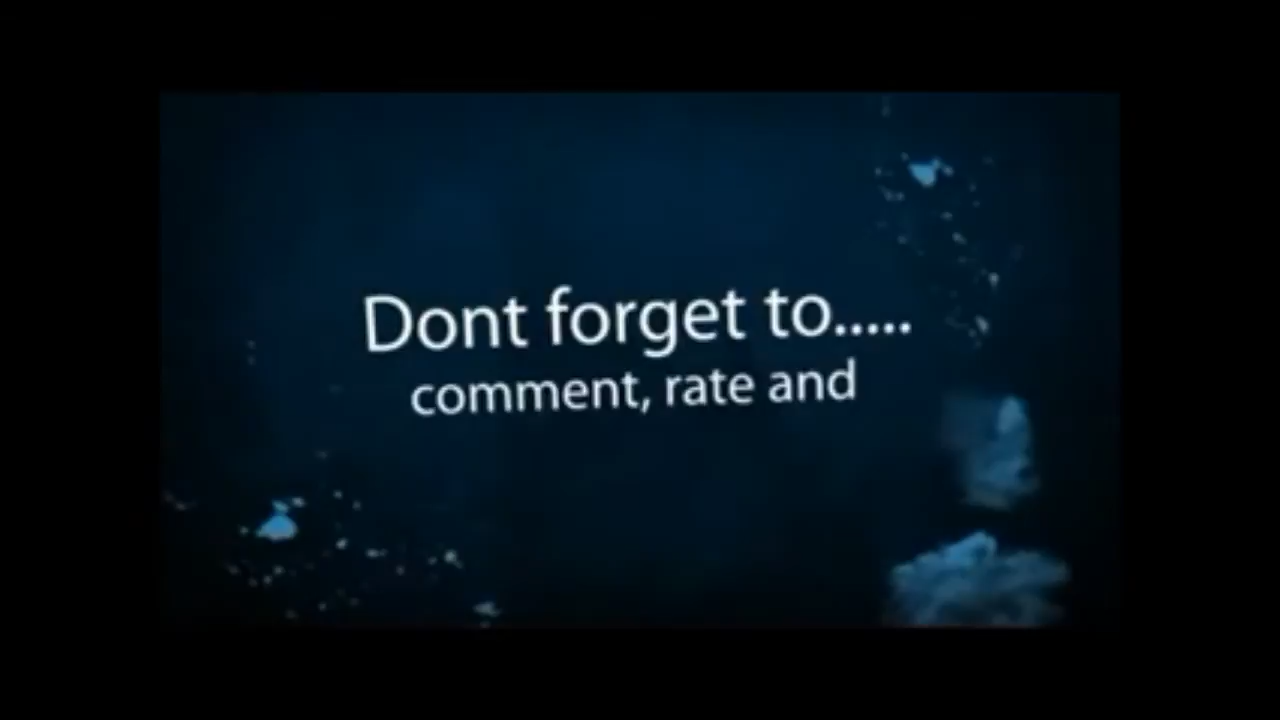 Dont forget to.....
comment, rate and